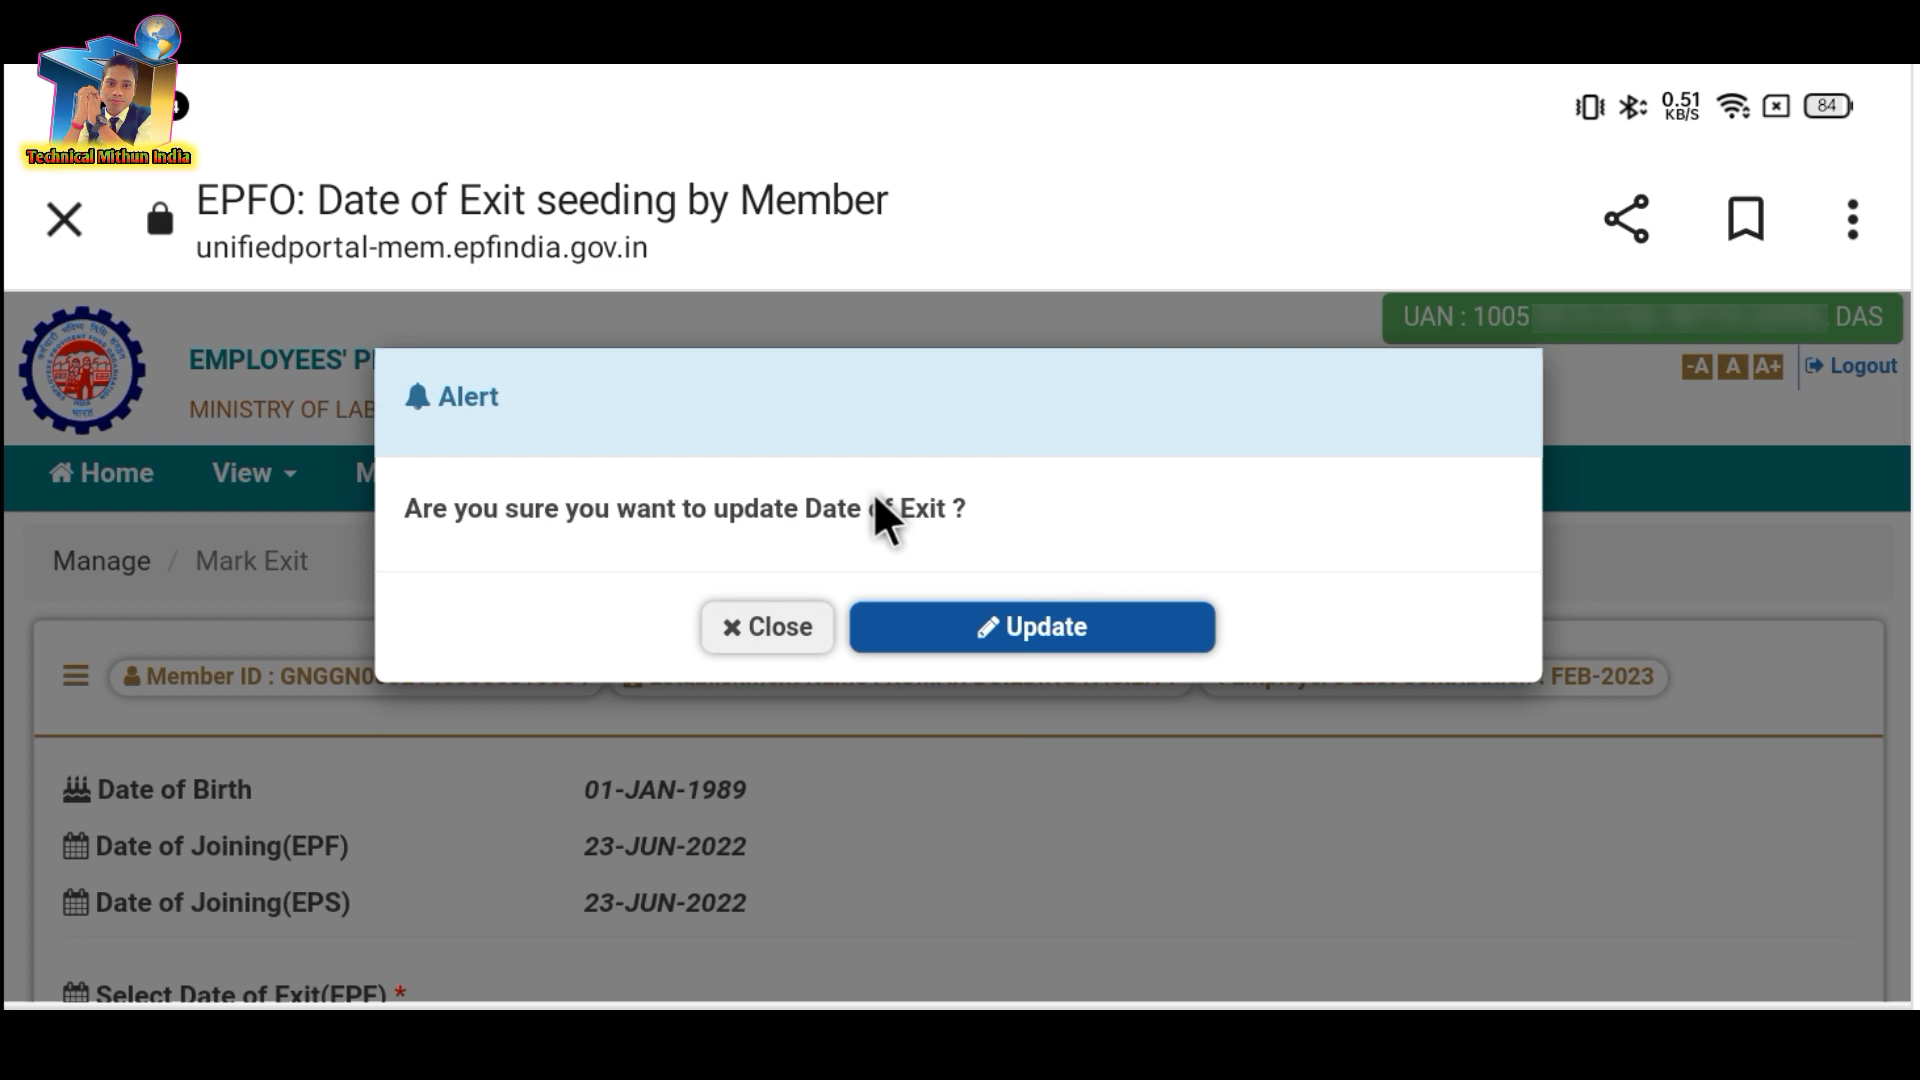 Technical Mithun India
0.51
KB/S
84
EPFO: Date of Exit seeding by Member
unifiedportal-mem.epfindia.gov.in
UAN : 1005 DAS
EMPLOYEES' P
-A A A+ Logout
MINISTRY OF LAB
Alert
Home View M
Are you sure you want to update Date of Exit ?
Manage / Mark Exit
Close Update
Member ID : GNGGN0 FEB-2023
Date of Birth 01-JAN-1989
Date of Joining(EPF) 23-JUN-2022
Date of Joining(EPS) 23-JUN-2022
Select Date of Exit(EPF) *